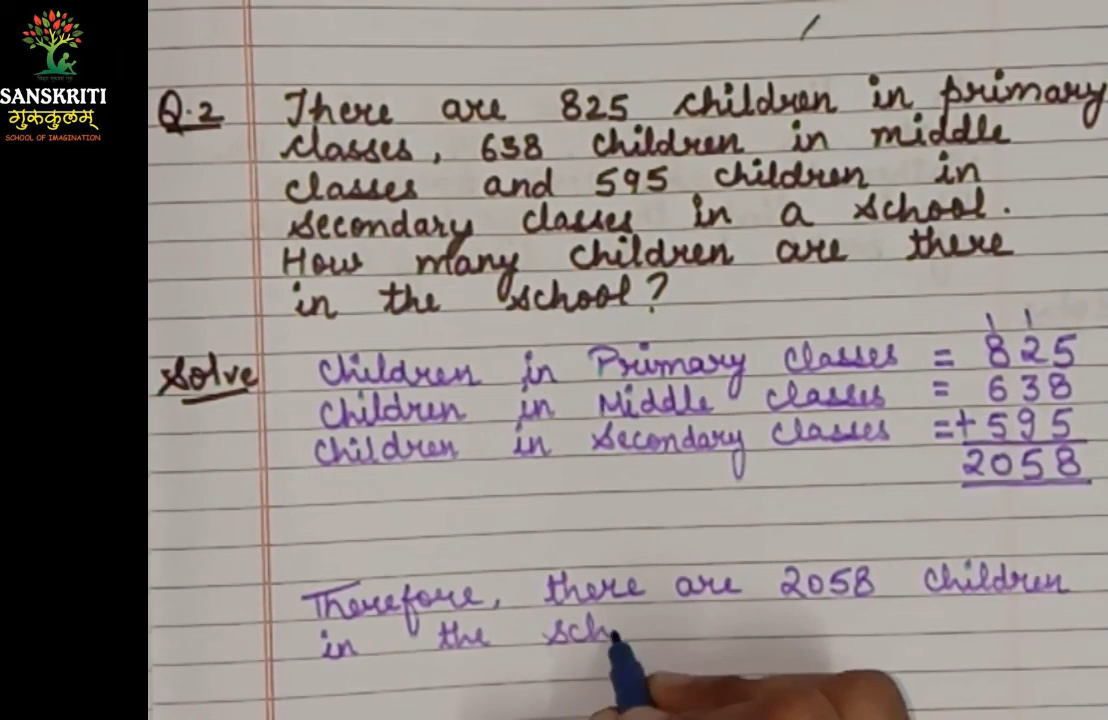 SANSKRITI
गुरुकुलम्
SCHOOL OF IMAGINATION
Q.2 There are 825 children in primary
classes, 638 children in middle
classes and 595 children in
secondary classes in a school.
How many children are there
in the school?
Solve Children in Primary classes = 825
Children in Middle classes = 638
Children in Secondary classes =+ 595
2058
Therefore, there are 2058 children
in the sch